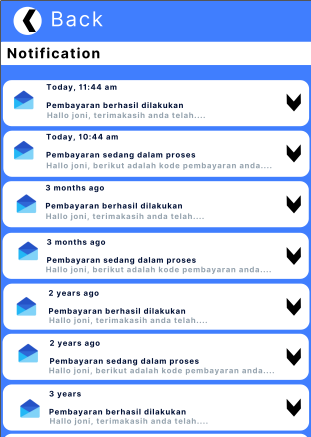 Back
Notification
Today, 11:44 am
Pembayaran berhasil dilakukan
Hallo joni, terimakasih anda telah....
Today, 10:44 am
Pembayaran sedang dalam proses
Hallo joni, berikut adalah kode pembayaran anda....
3 months ago
Pembayaran berhasil dilakukan
Hallo joni, terimakasih anda telah....
3 months ago
Pembayaran sedang dalam proses
Hallo joni, berikut adalah kode pembayaran anda....
2 years ago
Pembayaran berhasil dilakukan
Hallo joni, terimakasih anda telah....
2 years ago
Pembayaran sedang dalam proses
Hallo joni, berikut adalah kode pembayaran anda....
3 years
Pembayaran berhasil dilakukan
Hallo joni, terimakasih anda telah....